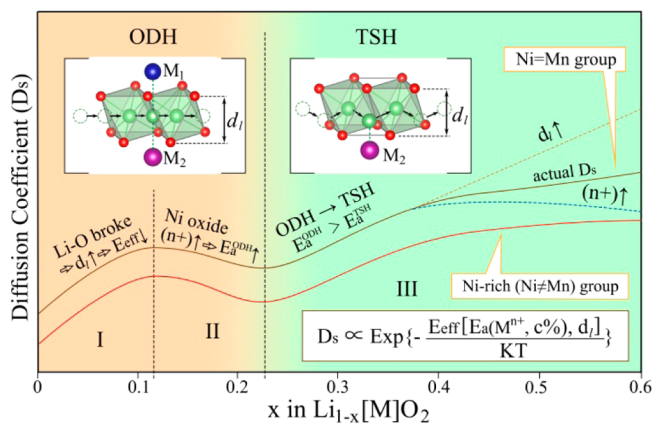 ODH
TSH
M₁
M₂
dₗ
M₂
dₗ
Ni=Mn group
dₗ↑
actual Dₛ
(n+)↑
Li-O broke
⇨dₗ↑⇨Eeff↓
Ni oxide
(n+)↑⇨Eaᴼᴰᴴ↑
ODH → TSH
Eaᴼᴰᴴ > Eaᵀˢᴴ
Ni-rich (Ni≠Mn) group
I
II
III
Dₛ ∝ Exp{-Eeff[Ea(Mⁿ⁺, c%), dₗ]/KT}
Diffusion Coefficient (Ds)
0
0.1
0.2
0.3
0.4
0.5
0.6
x in Li₁₋ₓ[M]O₂